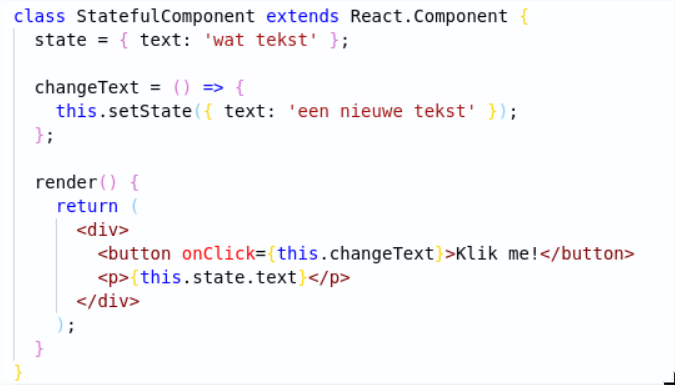 class StatefulComponent extends React.Component {
  state = { text: 'wat tekst' };

  changeText = () => {
    this.setState({ text: 'een nieuwe tekst' });
  };

  render() {
    return (
      <div>
        <button onClick={this.changeText}>Klik me!</button>
        <p>{this.state.text}</p>
      </div>
    );
  }
}